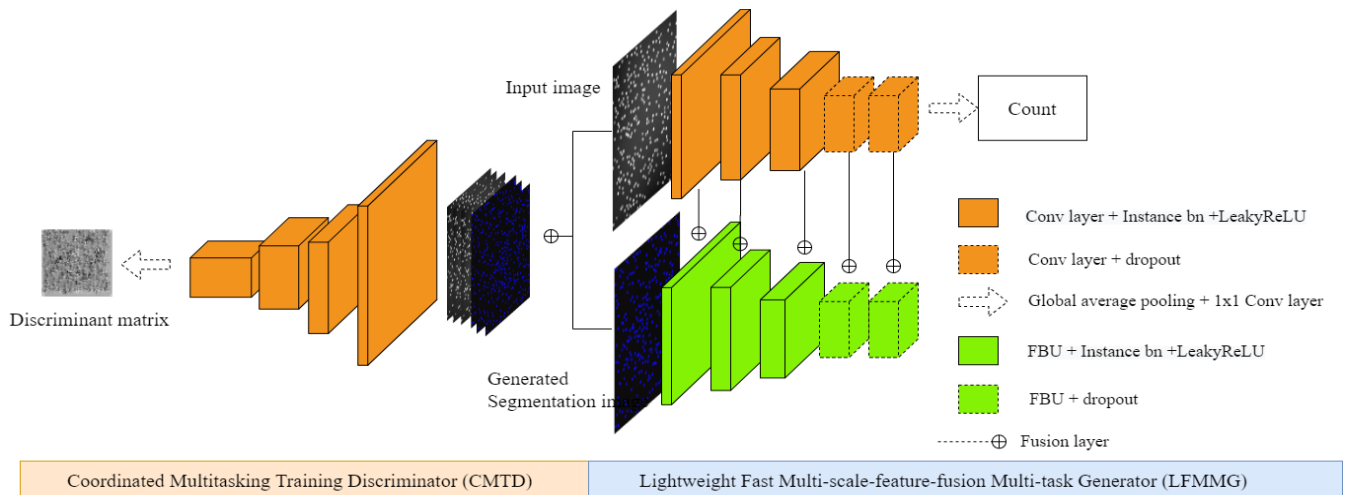 Input image
Count
Discriminant matrix
Generated
Segmentation image
Conv layer + Instance bn +LeakyReLU
Conv layer + dropout
Global average pooling + 1x1 Conv layer
FBU + Instance bn +LeakyReLU
FBU + dropout
Fusion layer
Coordinated Multitasking Training Discriminator (CMTD)
Lightweight Fast Multi-scale-feature-fusion Multi-task Generator (LFMMG)